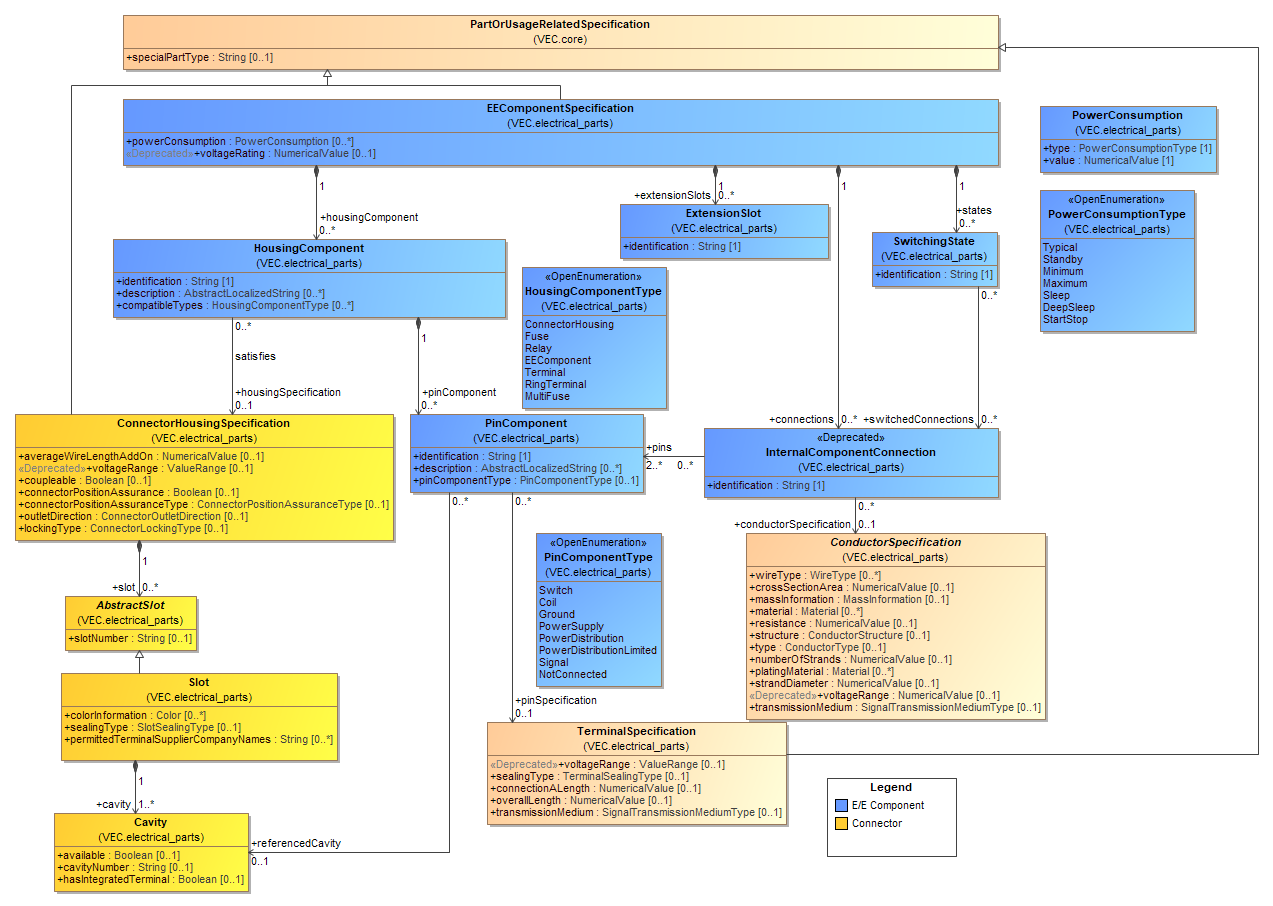 PartOrUsageRelatedSpecification
(VEC.core)
+specialPartType : String [0..1]
EEComponentSpecification
(VEC.electrical_parts)
+powerConsumption : PowerConsumption [0..*]
«Deprecated»+voltageRating : NumericalValue [0..1]
PowerConsumption
(VEC.electrical_parts)
+type : PowerConsumptionType [1]
+value : NumericalValue [1]
«OpenEnumeration»
PowerConsumptionType
(VEC.electrical_parts)
Typical
Standby
Minimum
Maximum
Sleep
DeepSleep
StartStop
1
+housingComponent
0..*
1
+extensionSlots
0..*
1
1
+states
0..*
ExtensionSlot
(VEC.electrical_parts)
+identification : String [1]
SwitchingState
(VEC.electrical_parts)
+identification : String [1]
0..*
HousingComponent
(VEC.electrical_parts)
+identification : String [1]
+description : AbstractLocalizedString [0..*]
+compatibleTypes : HousingComponentType [0..*]
«OpenEnumeration»
HousingComponentType
(VEC.electrical_parts)
ConnectorHousing
Fuse
Relay
EEComponent
Terminal
RingTerminal
MultiFuse
0..*
satisfies
+housingSpecification
0..1
1
+pinComponent
0..*
+connections
0..*
+switchedConnections
0..*
ConnectorHousingSpecification
(VEC.electrical_parts)
+averageWireLengthAddOn : NumericalValue [0..1]
«Deprecated»+voltageRange : ValueRange [0..1]
+coupleable : Boolean [0..1]
+connectorPositionAssurance : Boolean [0..1]
+connectorPositionAssuranceType : ConnectorPositionAssuranceType [0..1]
+outletDirection : ConnectorOutletDirection [0..1]
+lockingType : ConnectorLockingType [0..1]
PinComponent
(VEC.electrical_parts)
+identification : String [1]
+description : AbstractLocalizedString [0..*]
+pinComponentType : PinComponentType [0..1]
+pins
2..*
0..*
«Deprecated»
InternalComponentConnection
(VEC.electrical_parts)
+identification : String [1]
0..*
0..*
0..*
+conductorSpecification
0..1
1
+slot
0..*
AbstractSlot
(VEC.electrical_parts)
+slotNumber : String [0..1]
«OpenEnumeration»
PinComponentType
(VEC.electrical_parts)
Switch
Coil
Ground
PowerSupply
PowerDistribution
PowerDistributionLimited
Signal
NotConnected
ConductorSpecification
(VEC.electrical_parts)
+wireType : WireType [0..*]
+crossSectionArea : NumericalValue [0..1]
+massInformation : MassInformation [0..1]
+material : Material [0..*]
+resistance : NumericalValue [0..1]
+structure : ConductorStructure [0..1]
+type : ConductorType [0..1]
+numberOfStrands : NumericalValue [0..1]
+platingMaterial : Material [0..*]
+strandDiameter : NumericalValue [0..1]
«Deprecated»+voltageRange : NumericalValue [0..1]
+transmissionMedium : SignalTransmissionMediumType [0..1]
Slot
(VEC.electrical_parts)
+colorInformation : Color [0..*]
+sealingType : SlotSealingType [0..1]
+permittedTerminalSupplierCompanyNames : String [0..*]
+pinSpecification
0..1
TerminalSpecification
(VEC.electrical_parts)
«Deprecated»+voltageRange : ValueRange [0..1]
+sealingType : TerminalSealingType [0..1]
+connectionALength : NumericalValue [0..1]
+overallLength : NumericalValue [0..1]
+transmissionMedium : SignalTransmissionMediumType [0..1]
1
+cavity
1..*
Cavity
(VEC.electrical_parts)
+available : Boolean [0..1]
+cavityNumber : String [0..1]
+hasIntegratedTerminal : Boolean [0..1]
+referencedCavity
0..1
Legend
E/E Component
Connector